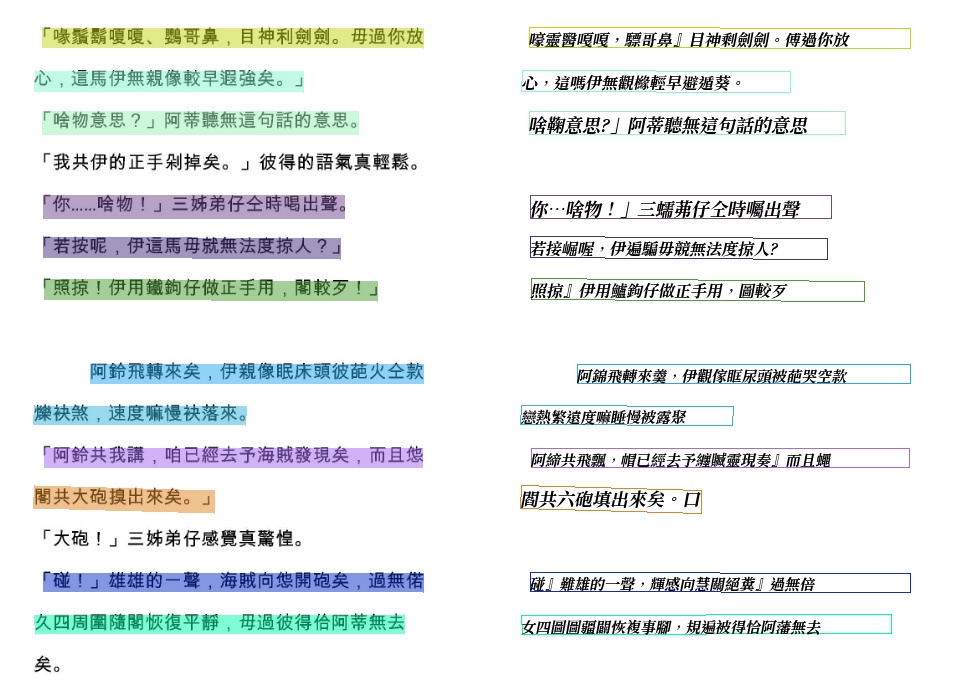 「喙鬚鬍嗄嗄、鸚哥鼻，目神利劍劍。毋過你放
心，這馬伊無親像較早遐強矣。」
「啥物意思？」阿蒂聽無這句話的意思。
「我共伊的正手剁掉矣。」彼得的語氣真輕鬆。
「你……啥物！」三姊弟仔仝時喝出聲。
「若按呢，伊這馬毋就無法度掠人？」
「照掠！伊用鐵鉤仔做正手用，閣較歹！」
阿鈴飛轉來矣，伊親像眠床頭彼葩火仝款
爍袂煞，速度嘛慢袂落來。
「阿鈴共我講，咱已經去予海賊發現矣，而且怹
閣共大砲摸出來矣。」
「大砲！」三姊弟仔感覺真驚惶。
「碰！」雄雄的一聲，海賊向怹開砲矣，過無偌
久四周圍隨閣恢復平靜，毋過彼得佮阿蒂無去
矣。
嚎靈醫嘎嘎，驃哥鼻』目神剩劍劍。傅過你放
心，這嗎伊無觀橼輕早避遁葵。
啥鞠意思?」阿蒂聽無這句話的意思
你…啥物！」三蠕茀仔仝時囑出聲
若接崛喔，伊遍騙毋競無法度掠人?
照掠』伊用鱸鉤仔做正手用，圖較歹
阿錦飛轉來羹，伊觀傢眶尿頭被葩哭空款
戀熱繁遠度嘛睡慢被露聚
阿締共飛飄，帽已經去予纏贓靈現奏』而且蠅
閻共六砲填出來矣。口
碰』難雄的一聲，輝感向慧關絕糞』過無倍
女四圖圖疆闢恢複事腳，規遍被得恰阿藩無去